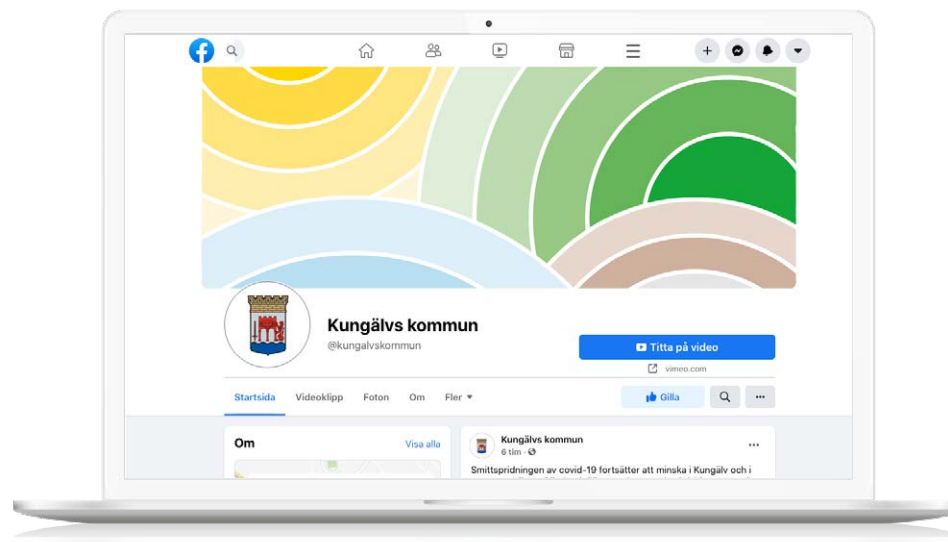 Kungälvs kommun
@kungalvskommun
Titta på video
vimeo.com
Startsida Videoklipp Foton Om Fler
Gilla
Om Visa alla
Kungälvs kommun
6 tim
Smittspridningen av covid-19 fortsätter att minska i Kungälv och i